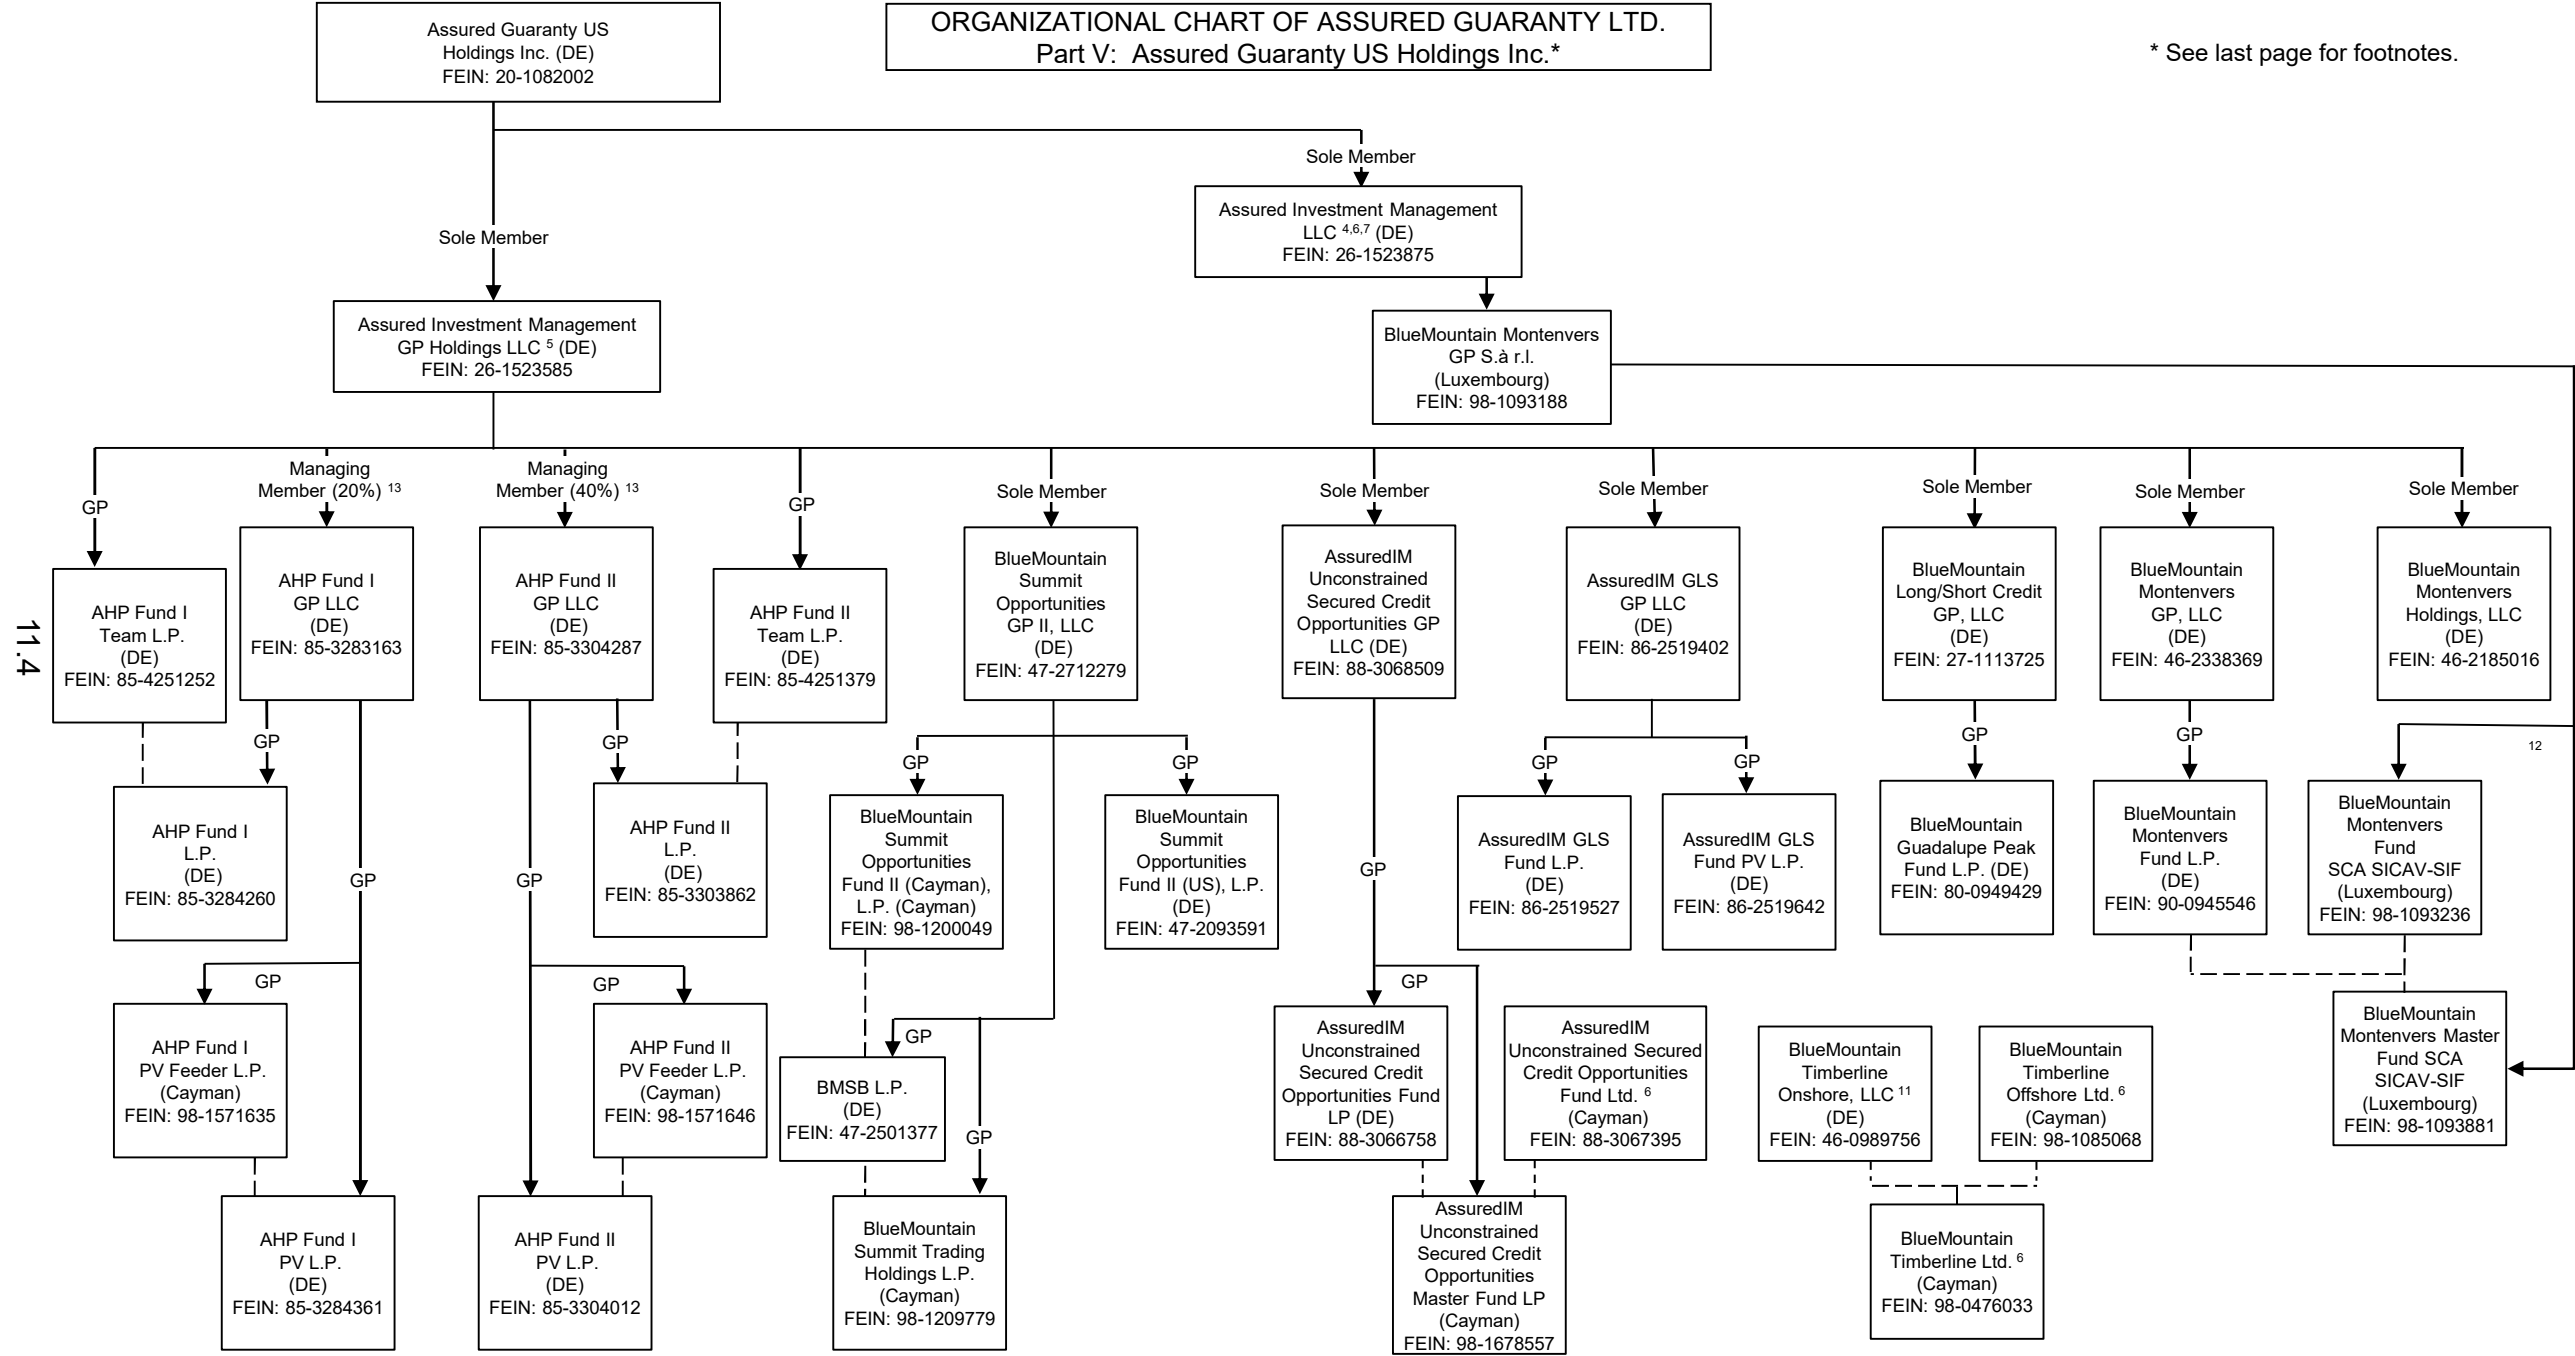 Assured Guaranty US
Holdings Inc. (DE)
FEIN: 20-1082002
ORGANIZATIONAL CHART OF ASSURED GUARANTY LTD.
Part V: Assured Guaranty US Holdings Inc.*
* See last page for footnotes.
Sole Member
Assured Investment Management
LLC 4,6,7 (DE)
FEIN: 26-1523875
Sole Member
Assured Investment Management
GP Holdings LLC 5 (DE)
FEIN: 26-1523585
BlueMountain Montenvers
GP S.à r.l.
(Luxembourg)
FEIN: 98-1093188
GP
Managing
Member (20%) 13
Managing
Member (40%) 13
GP
Sole Member
Sole Member
Sole Member
Sole Member
Sole Member
Sole Member
AHP Fund I
Team L.P.
(DE)
FEIN: 85-4251252
AHP Fund I
GP LLC
(DE)
FEIN: 85-3283163
AHP Fund II
GP LLC
(DE)
FEIN: 85-3304287
AHP Fund II
Team L.P.
(DE)
FEIN: 85-4251379
BlueMountain
Summit
Opportunities
GP II, LLC
(DE)
FEIN: 47-2712279
AssuredIM
Unconstrained
Secured Credit
Opportunities GP
LLC (DE)
FEIN: 88-3068509
AssuredIM GLS
GP LLC
(DE)
FEIN: 86-2519402
BlueMountain
Long/Short Credit
GP, LLC
(DE)
FEIN: 27-1113725
BlueMountain
Montenvers
GP, LLC
(DE)
FEIN: 46-2338369
BlueMountain
Montenvers
Holdings, LLC
(DE)
FEIN: 46-2185016
11.4
GP
GP
GP
GP
GP
GP
GP
GP
12
AHP Fund I
L.P.
(DE)
FEIN: 85-3284260
GP
GP
AHP Fund II
L.P.
(DE)
FEIN: 85-3303862
BlueMountain
Summit
Opportunities
Fund II (Cayman),
L.P. (Cayman)
FEIN: 98-1200049
BlueMountain
Summit
Opportunities
Fund II (US), L.P.
(DE)
FEIN: 47-2093591
GP
AssuredIM GLS
Fund L.P.
(DE)
FEIN: 86-2519527
AssuredIM GLS
Fund PV L.P.
(DE)
FEIN: 86-2519642
BlueMountain
Guadalupe Peak
Fund L.P. (DE)
FEIN: 80-0949429
BlueMountain
Montenvers
Fund L.P.
(DE)
FEIN: 90-0945546
BlueMountain
Montenvers
Fund
SCA SICAV-SIF
(Luxembourg)
FEIN: 98-1093236
GP
GP
GP
AHP Fund I
PV Feeder L.P.
(Cayman)
FEIN: 98-1571635
AHP Fund II
PV Feeder L.P.
(Cayman)
FEIN: 98-1571646
GP
BMSB L.P.
(DE)
FEIN: 47-2501377
GP
AssuredIM
Unconstrained
Secured Credit
Opportunities Fund
LP (DE)
FEIN: 88-3066758
AssuredIM
Unconstrained Secured
Credit Opportunities
Fund Ltd. 6
(Cayman)
FEIN: 88-3067395
BlueMountain
Timberline
Onshore, LLC 11
(DE)
FEIN: 46-0989756
BlueMountain
Timberline
Offshore Ltd. 6
(Cayman)
FEIN: 98-1085068
BlueMountain
Montenvers Master
Fund SCA
SICAV-SIF
(Luxembourg)
FEIN: 98-1093881
AHP Fund I
PV L.P.
(DE)
FEIN: 85-3284361
AHP Fund II
PV L.P.
(DE)
FEIN: 85-3304012
BlueMountain
Summit Trading
Holdings L.P.
(Cayman)
FEIN: 98-1209779
AssuredIM
Unconstrained
Secured Credit
Opportunities
Master Fund LP
(Cayman)
FEIN: 98-1678557
BlueMountain
Timberline Ltd. 6
(Cayman)
FEIN: 98-0476033